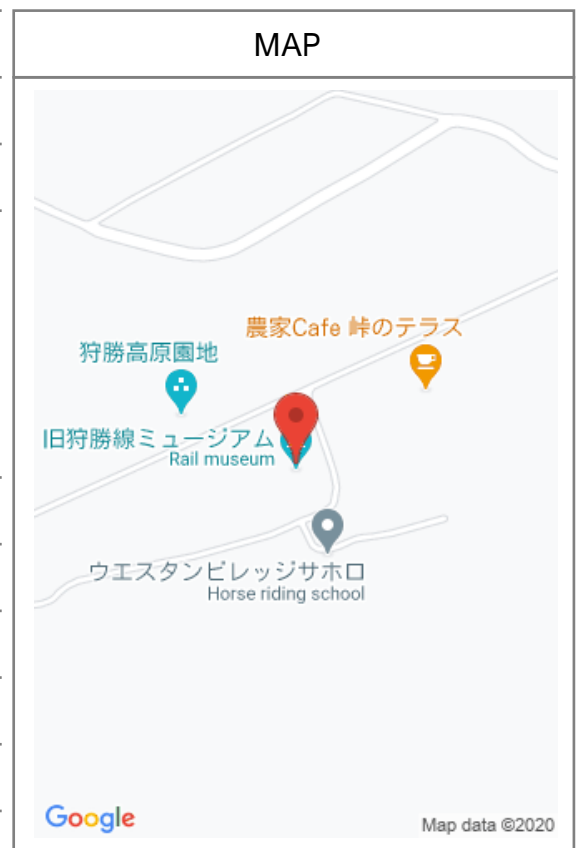 MAP
農家Cafe 峠のテラス
狩勝高原園地
旧狩勝線ミュージアム
Rail museum
ウエスタンビレッジサホロ
Horse riding school
Google
Map data ©2020